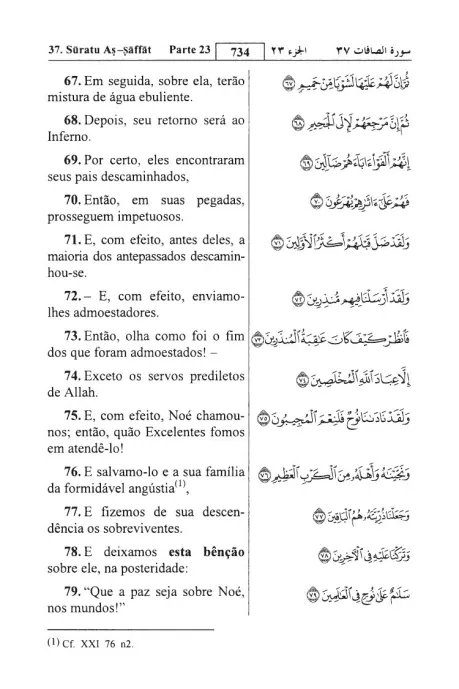 37. Sūratu Aṣ-Ṣāffāt Parte 23 734 الجزء ٢٣ سورة الصافات ٣٧
67. Em seguida, sobre ela, terão
mistura de água ebuliente.
ثُمَّ إِنَّ لَهُمْ عَلَيْهَا لَشَوْبًا مِّنْ حَمِيمٍ ٦٧
68. Depois, seu retorno será ao
Inferno.
ثُمَّ إِنَّ مَرْجِعَهُمْ لَإِلَى الْجَحِيمِ ٦٨
69. Por certo, eles encontraram
seus pais descaminhados,
إِنَّهُمْ أَلْفَوْا ءَابَاءَهُمْ ضَالِّينَ ٦٩
70. Então, em suas pegadas,
prosseguem impetuosos.
فَهُمْ عَلَى ءَاثَارِهِمْ يُهْرَعُونَ ٧٠
71. E, com efeito, antes deles, a
maioria dos antepassados descamin-
hou-se.
وَلَقَدْ ضَلَّ قَبْلَهُمْ أَكْثَرُ الْأَوَّلِينَ ٧١
72.– E, com efeito, enviamo-
lhes admoestadores.
وَلَقَدْ أَرْسَلْنَا فِيهِم مُّنذِرِينَ ٧٢
73. Então, olha como foi o fim
dos que foram admoestados! –
فَانظُرْ كَيْفَ كَانَ عَاقِبَةُ الْمُنذَرِينَ ٧٣
74. Exceto os servos prediletos
de Allah.
إِلَّا عِبَادَ اللَّهِ الْمُخْلَصِينَ ٧٤
75. E, com efeito, Noé chamou-
nos; então, quão Excelentes fomos
em atendê-lo!
وَلَقَدْ نَادَىٰنَا نُوحٌ فَلَنِعْمَ الْمُجِيبُونَ ٧٥
76. E salvamo-lo e a sua família
da formidável angústia(1),
وَنَجَّيْنَاهُ وَأَهْلَهُ مِنَ الْكَرْبِ الْعَظِيمِ ٧٦
77. E fizemos de sua descen-
dência os sobreviventes.
وَجَعَلْنَا ذُرِّيَّتَهُ هُمُ الْبَاقِينَ ٧٧
78. E deixamos esta bênção
sobre ele, na posteridade:
وَتَرَكْنَا عَلَيْهِ فِي الْآخِرِينَ ٧٨
79. “Que a paz seja sobre Noé,
nos mundos!”
سَلَامٌ عَلَىٰ نُوحٍ فِي الْعَالَمِينَ ٧٩
(1) Cf. XXI 76 n2.